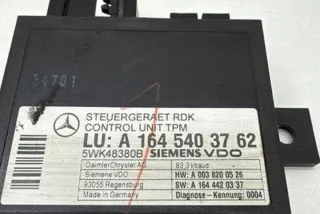 04701
STEUERGERAET RDK
CONTROL UNIT TPM
LU: A 164 540 37 62
5WK48380B SIEMENS VDO
DaimlerChrysler AG 83.3 kbaud
Siemens VDO HW: A 003 820 05 26
93055 Regensburg SW: A 164 442 03 37
Made in Germany Diagnose - Kennung: 0004